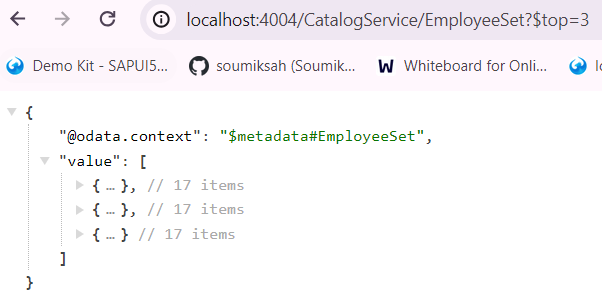 localhost:4004/CatalogService/EmployeeSet?$top=3
Demo Kit - SAPUI5... soumiksah (Soumik... W Whiteboard for Onli...
{
"@odata.context": "$metadata#EmployeeSet",
"value": [
{ … }, // 17 items
{ … }, // 17 items
{ … } // 17 items
]
}